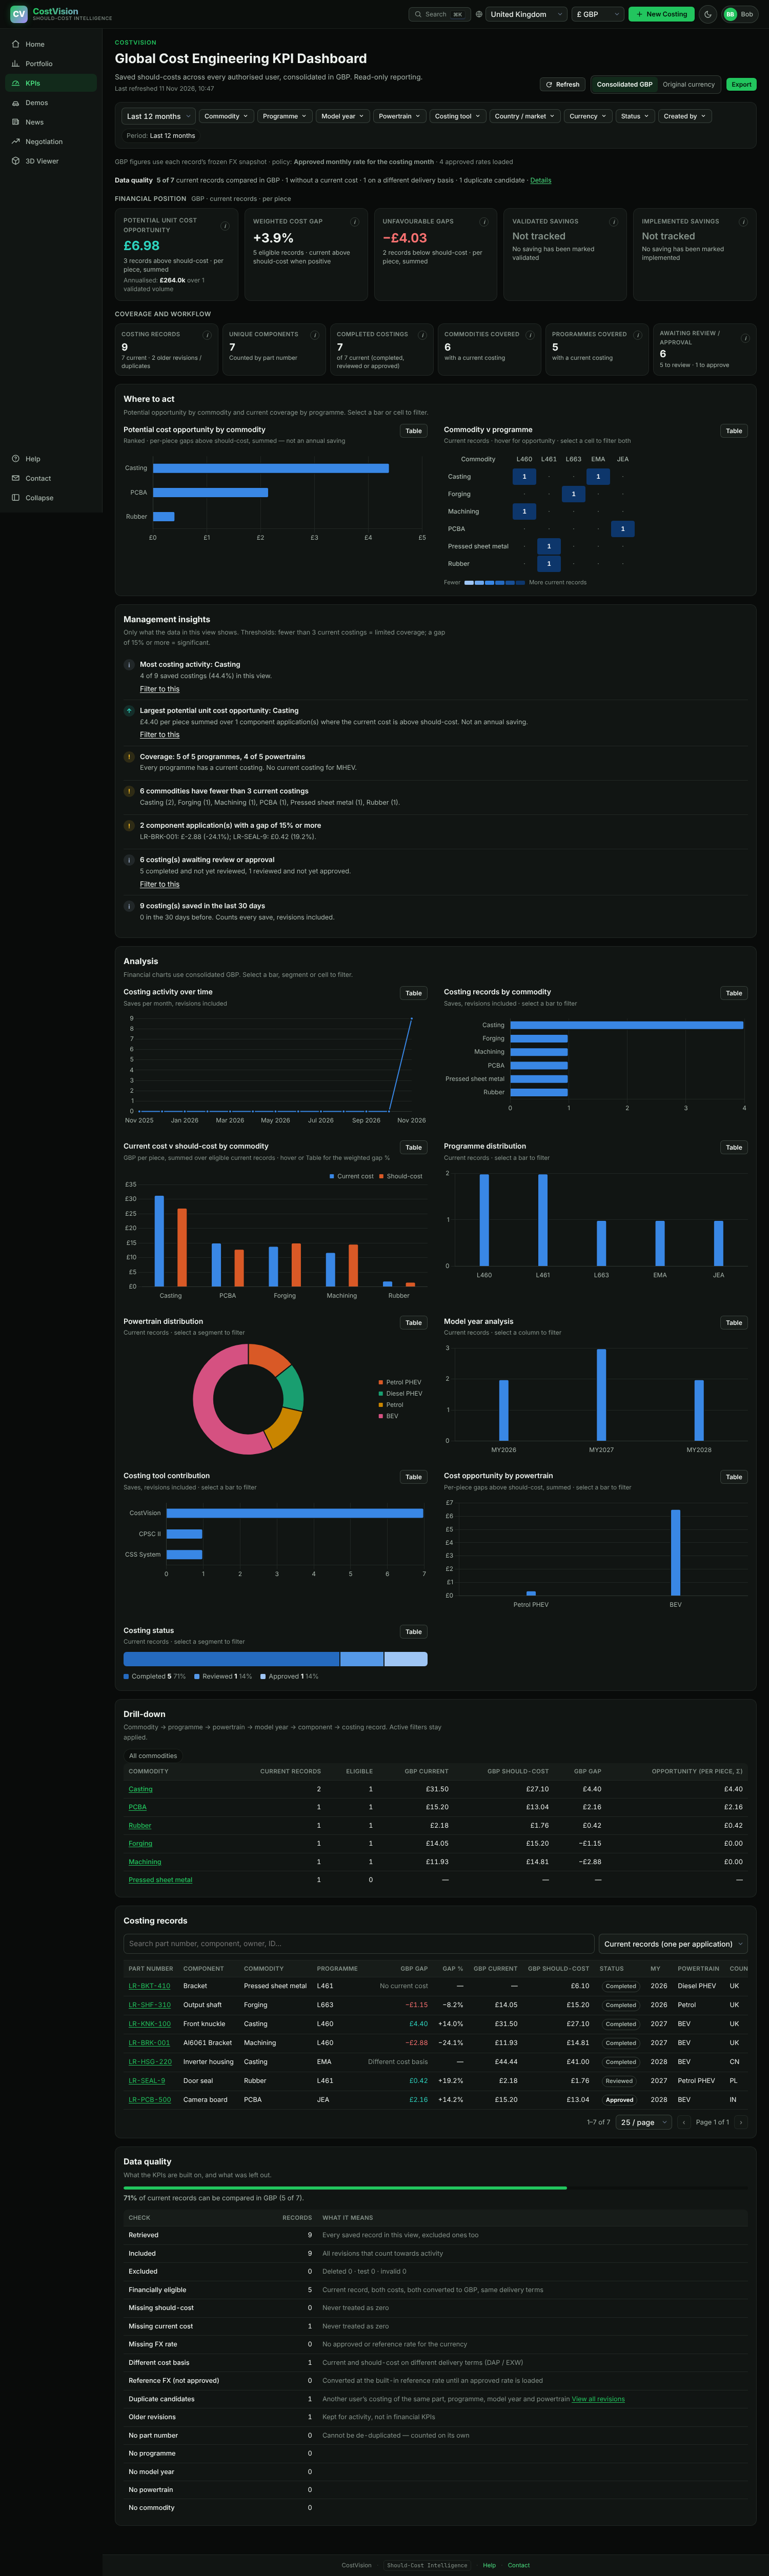 CV CostVision
SHOULD-COST INTELLIGENCE
Search ⌘K
United Kingdom
£ GBP
+ New Costing
BB Bob
Home
Portfolio
KPIs
Demos
News
Negotiation
3D Viewer
Help
Contact
Collapse
COSTVISION
Global Cost Engineering KPI Dashboard
Saved should-costs across every authorised user, consolidated in GBP. Read-only reporting.
Last refreshed 11 Nov 2026, 10:47
Refresh
Consolidated GBP Original currency
Export
Last 12 months Commodity Programme Model year Powertrain Costing tool Country / market Currency Status Created by
Period: Last 12 months
GBP figures use each record's frozen FX snapshot · policy: Approved monthly rate for the costing month · 4 approved rates loaded
Data quality 5 of 7 current records compared in GBP · 1 without a current cost · 1 on a different delivery basis · 1 duplicate candidate · Details
FINANCIAL POSITION GBP · current records · per piece
POTENTIAL UNIT COST OPPORTUNITY i
£6.98
3 records above should-cost · per piece, summed
Annualised: £264.0k over 1 validated volume
WEIGHTED COST GAP i
+3.9%
5 eligible records · current above should-cost when positive
UNFAVOURABLE GAPS i
−£4.03
2 records below should-cost · per piece, summed
VALIDATED SAVINGS i
Not tracked
No saving has been marked validated
IMPLEMENTED SAVINGS i
Not tracked
No saving has been marked implemented
COVERAGE AND WORKFLOW
COSTING RECORDS i
9
7 current · 2 older revisions / duplicates
UNIQUE COMPONENTS i
7
Counted by part number
COMPLETED COSTINGS i
7
of 7 current (completed, reviewed or approved)
COMMODITIES COVERED i
6
with a current costing
PROGRAMMES COVERED i
5
with a current costing
AWAITING REVIEW / APPROVAL i
6
5 to review · 1 to approve
Where to act
Potential opportunity by commodity and current coverage by programme. Select a bar or cell to filter.
Potential cost opportunity by commodity
Table
Ranked · per-piece gaps above should-cost, summed — not an annual saving
Casting
PCBA
Rubber
£0 £1 £2 £3 £4 £5
Commodity v programme
Table
Current records · hover for opportunity · select a cell to filter both
Commodity L460 L461 L663 EMA JEA
Casting 1 · · 1 ·
Forging · · 1 · ·
Machining 1 · · · ·
PCBA · · · · 1
Pressed sheet metal · 1 · · ·
Rubber · 1 · · ·
Fewer More current records
Management insights
Only what the data in this view shows. Thresholds: fewer than 3 current costings = limited coverage; a gap
of 15% or more = significant.
i Most costing activity: Casting
4 of 9 saved costings (44.4%) in this view.
Filter to this
↑ Largest potential unit cost opportunity: Casting
£4.40 per piece summed over 1 component application(s) where the current cost is above should-cost. Not an annual saving.
Filter to this
! Coverage: 5 of 5 programmes, 4 of 5 powertrains
Every programme has a current costing. No current costing for MHEV.
! 6 commodities have fewer than 3 current costings
Casting (2), Forging (1), Machining (1), PCBA (1), Pressed sheet metal (1), Rubber (1).
! 2 component application(s) with a gap of 15% or more
LR-BRK-001: £-2.88 (-24.1%); LR-SEAL-9: £0.42 (19.2%).
i 6 costing(s) awaiting review or approval
5 completed and not yet reviewed, 1 reviewed and not yet approved.
Filter to this
i 9 costing(s) saved in the last 30 days
0 in the 30 days before. Counts every save, revisions included.
Analysis
Financial charts use consolidated GBP. Select a bar, segment or cell to filter.
Costing activity over time
Table
Saves per month, revisions included
9
8
7
6
5
4
3
2
1
0
Nov 2025 Jan 2026 Mar 2026 May 2026 Jul 2026 Sep 2026 Nov 2026
Costing records by commodity
Table
Saves, revisions included · select a bar to filter
Casting
Forging
Machining
PCBA
Pressed sheet metal
Rubber
0 1 2 3 4
Current cost v should-cost by commodity
Table
GBP per piece, summed over eligible current records · hover or Table for the weighted gap %
Current cost Should-cost
£35
£30
£25
£20
£15
£10
£5
£0
Casting PCBA Forging Machining Rubber
Programme distribution
Table
Current records · select a bar to filter
2
1
0
L460 L461 L663 EMA JEA
Powertrain distribution
Table
Current records · select a segment to filter
Petrol PHEV
Diesel PHEV
Petrol
BEV
Model year analysis
Table
Current records · select a column to filter
3
2
1
0
MY2026 MY2027 MY2028
Costing tool contribution
Table
Saves, revisions included · select a bar to filter
CostVision
CPSC II
CSS System
0 1 2 3 4 5 6 7
Cost opportunity by powertrain
Table
Per-piece gaps above should-cost, summed · select a bar to filter
£7
£6
£5
£4
£3
£2
£1
£0
Petrol PHEV BEV
Costing status
Table
Current records · select a segment to filter
Completed 5 71% Reviewed 1 14% Approved 1 14%
Drill-down
Commodity → programme → powertrain → model year → component → costing record. Active filters stay
applied.
All commodities
COMMODITY CURRENT RECORDS ELIGIBLE GBP CURRENT GBP SHOULD-COST GBP GAP OPPORTUNITY (PER PIECE, Σ)
Casting 2 1 £31.50 £27.10 £4.40 £4.40
PCBA 1 1 £15.20 £13.04 £2.16 £2.16
Rubber 1 1 £2.18 £1.76 £0.42 £0.42
Forging 1 1 £14.05 £15.20 −£1.15 £0.00
Machining 1 1 £11.93 £14.81 −£2.88 £0.00
Pressed sheet metal 1 0 — — — —
Costing records
Search part number, component, owner, ID...
Current records (one per application)
PART NUMBER COMPONENT COMMODITY PROGRAMME GBP GAP GAP % GBP CURRENT GBP SHOULD-COST STATUS MY POWERTRAIN COUN
LR-BKT-410 Bracket Pressed sheet metal L461 No current cost — — £6.10 Completed 2026 Diesel PHEV UK
LR-SHF-310 Output shaft Forging L663 −£1.15 −8.2% £14.05 £15.20 Completed 2026 Petrol UK
LR-KNK-100 Front knuckle Casting L460 £4.40 +14.0% £31.50 £27.10 Completed 2027 BEV UK
LR-BRK-001 Al6061 Bracket Machining L460 −£2.88 −24.1% £11.93 £14.81 Completed 2027 BEV UK
LR-HSG-220 Inverter housing Casting EMA Different cost basis — £44.44 £41.00 Completed 2028 BEV CN
LR-SEAL-9 Door seal Rubber L461 £0.42 +19.2% £2.18 £1.76 Reviewed 2027 Petrol PHEV PL
LR-PCB-500 Camera board PCBA JEA £2.16 +14.2% £15.20 £13.04 Approved 2028 BEV IN
1–7 of 7 25 / page ‹ Page 1 of 1 ›
Data quality
What the KPIs are built on, and what was left out.
71% of current records can be compared in GBP (5 of 7).
CHECK RECORDS WHAT IT MEANS
Retrieved 9 Every saved record in this view, excluded ones too
Included 9 All revisions that count towards activity
Excluded 0 Deleted 0 · test 0 · invalid 0
Financially eligible 5 Current record, both costs, both converted to GBP, same delivery terms
Missing should-cost 0 Never treated as zero
Missing current cost 1 Never treated as zero
Missing FX rate 0 No approved or reference rate for the currency
Different cost basis 1 Current and should-cost on different delivery terms (DAP / EXW)
Reference FX (not approved) 0 Converted at the built-in reference rate until an approved rate is loaded
Duplicate candidates 1 Another user's costing of the same part, programme, model year and powertrain View all revisions
Older revisions 1 Kept for activity, not in financial KPIs
No part number 0 Cannot be de-duplicated — counted on its own
No programme 0
No model year 0
No powertrain 0
No commodity 0
CostVision Should-Cost Intelligence Help Contact